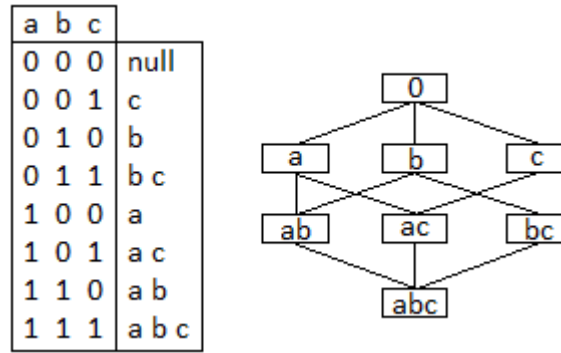 a b c
0 0 0 null
0 0 1 c
0 1 0 b
0 1 1 b c
1 0 0 a
1 0 1 a c
1 1 0 a b
1 1 1 a b c
0
a b c
ab ac bc
abc